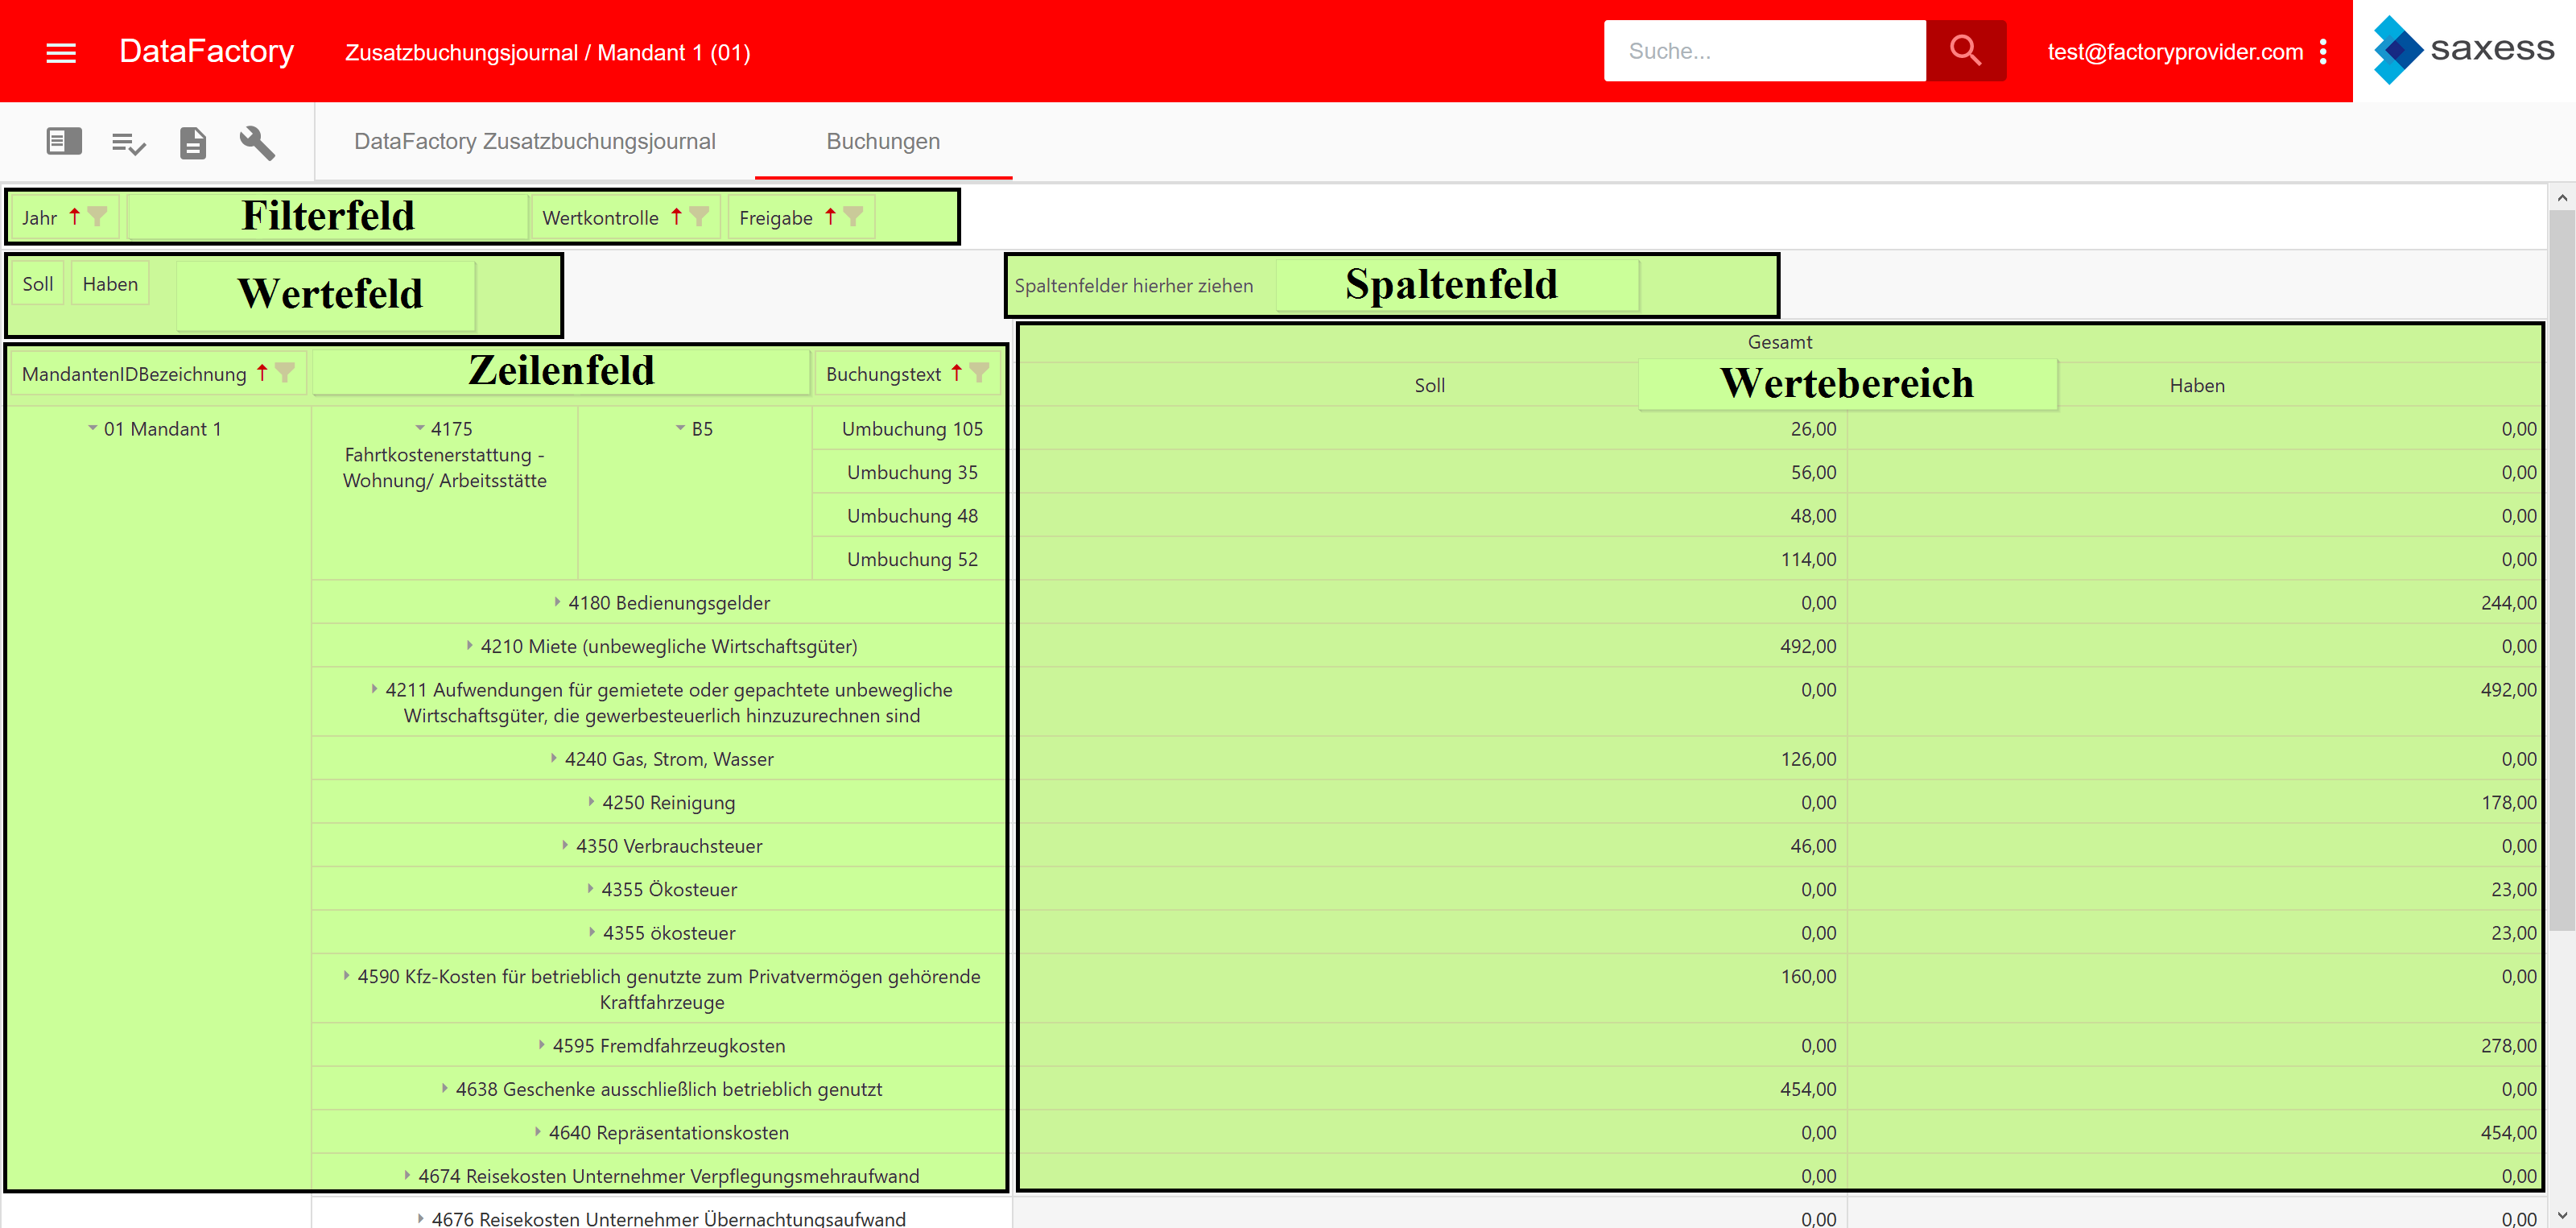 DataFactory Zusatzbuchungsjournal / Mandant 1 (01) Suche... test@factoryprovider.com saxess
DataFactory Zusatzbuchungsjournal Buchungen
Jahr Filterfeld Wertkontrolle Freigabe
Soll Haben Wertefeld Spaltenfelder hierher ziehen Spaltenfeld
Gesamt
MandantenIDBezeichnung Zeilenfeld Buchungstext Soll Wertebereich Haben
01 Mandant 1 4175 B5 Umbuchung 105 26,00 0,00
Fahrtkostenerstattung -
Wohnung/ Arbeitsstätte
Umbuchung 35 56,00 0,00
Umbuchung 48 48,00 0,00
Umbuchung 52 114,00 0,00
4180 Bedienungsgelder 0,00 244,00
4210 Miete (unbewegliche Wirtschaftsgüter) 492,00 0,00
4211 Aufwendungen für gemietete oder gepachtete unbewegliche 0,00 492,00
Wirtschaftsgüter, die gewerbesteuerlich hinzuzurechnen sind
4240 Gas, Strom, Wasser 126,00 0,00
4250 Reinigung 0,00 178,00
4350 Verbrauchsteuer 46,00 0,00
4355 Ökosteuer 0,00 23,00
4355 ökosteuer 0,00 23,00
4590 Kfz-Kosten für betrieblich genutzte zum Privatvermögen gehörende 160,00 0,00
Kraftfahrzeuge
4595 Fremdfahrzeugkosten 0,00 278,00
4638 Geschenke ausschließlich betrieblich genutzt 454,00 0,00
4640 Repräsentationskosten 0,00 454,00
4674 Reisekosten Unternehmer Verpflegungsmehraufwand 0,00 0,00
4676 Reisekosten Unternehmer Übernachtungsaufwand 0,00 0,00